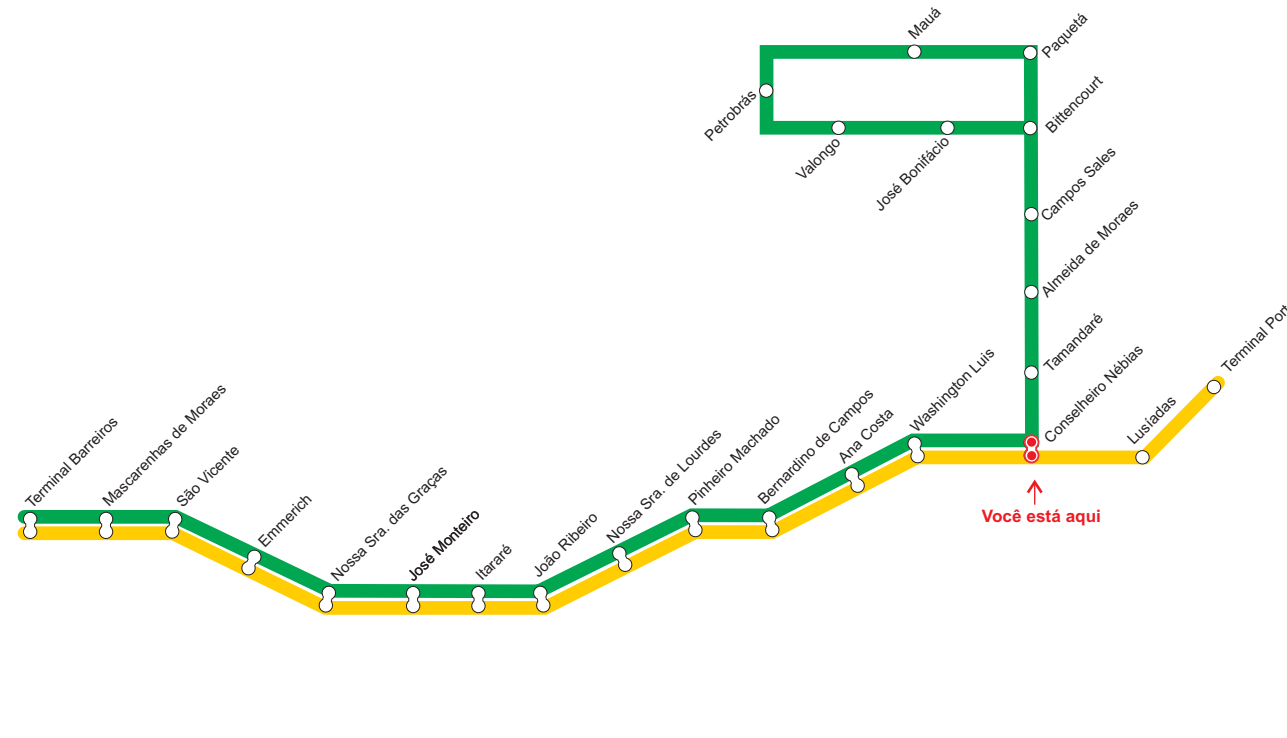 Mauá
Paquetá
Petrobrás
Bittencourt
Valongo
José Bonifácio
Campos Sales
Almeida de Moraes
Tamandaré
Conselheiro Nébias
Terminal Port
Lusíadas
Washington Luis
Ana Costa
Bernardino de Campos
Pinheiro Machado
Nossa Sra. de Lourdes
João Ribeiro
Itararé
José Monteiro
Nossa Sra. das Graças
Emmerich
São Vicente
Mascarenhas de Moraes
Terminal Barreiros
Você está aqui